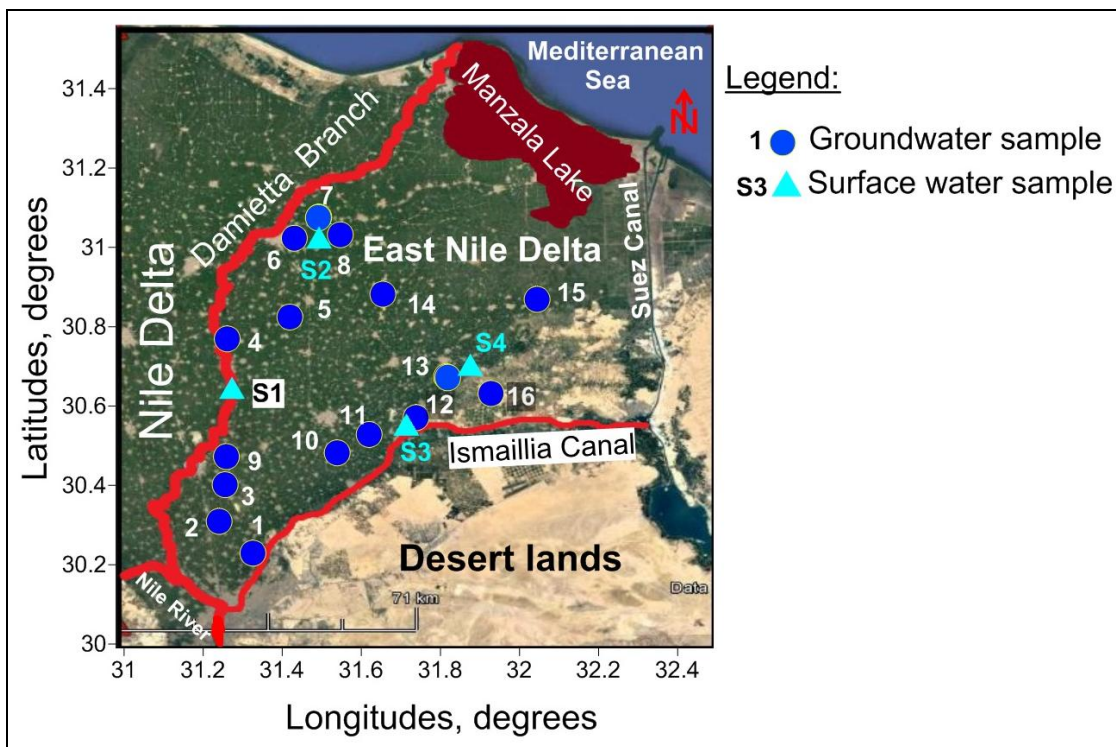 Mediterranean
Sea
N
Manzala Lake
Damietta Branch
Nile Delta
East Nile Delta
Suez Canal
7
6
S2
8
5
14
15
4
S4
13
S1
16
12
11
10
S3
Ismaillia Canal
9
3
2
1
Desert lands
Nile River
71 km
Data
31.4
31.2
31
30.8
30.6
30.4
30.2
30
Latitudes, degrees
31
31.2
31.4
31.6
31.8
32
32.2
32.4
Longitudes, degrees
Legend:
1 Groundwater sample
S3 Surface water sample